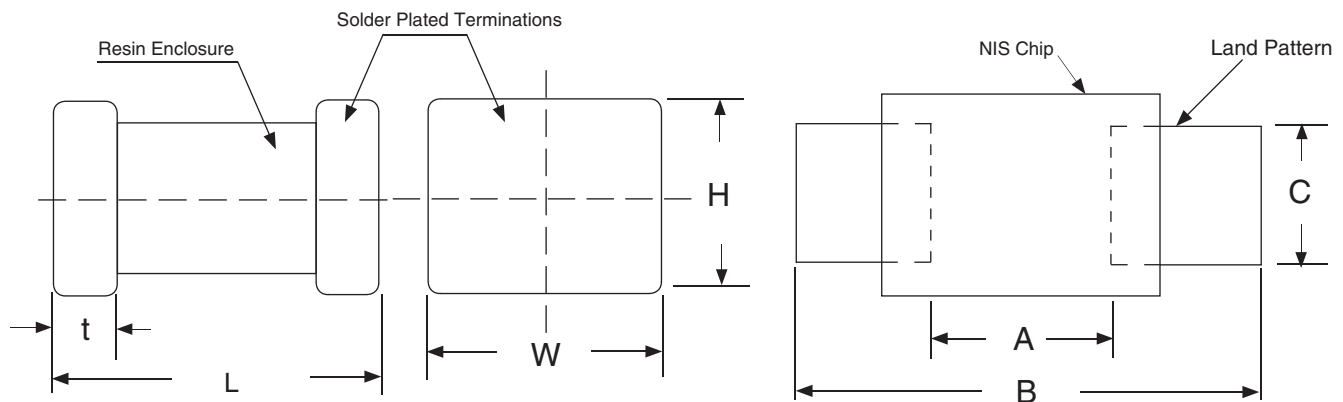 Solder Plated Terminations
Resin Enclosure
NIS Chip
Land Pattern
H
C
t
W
A
L
B